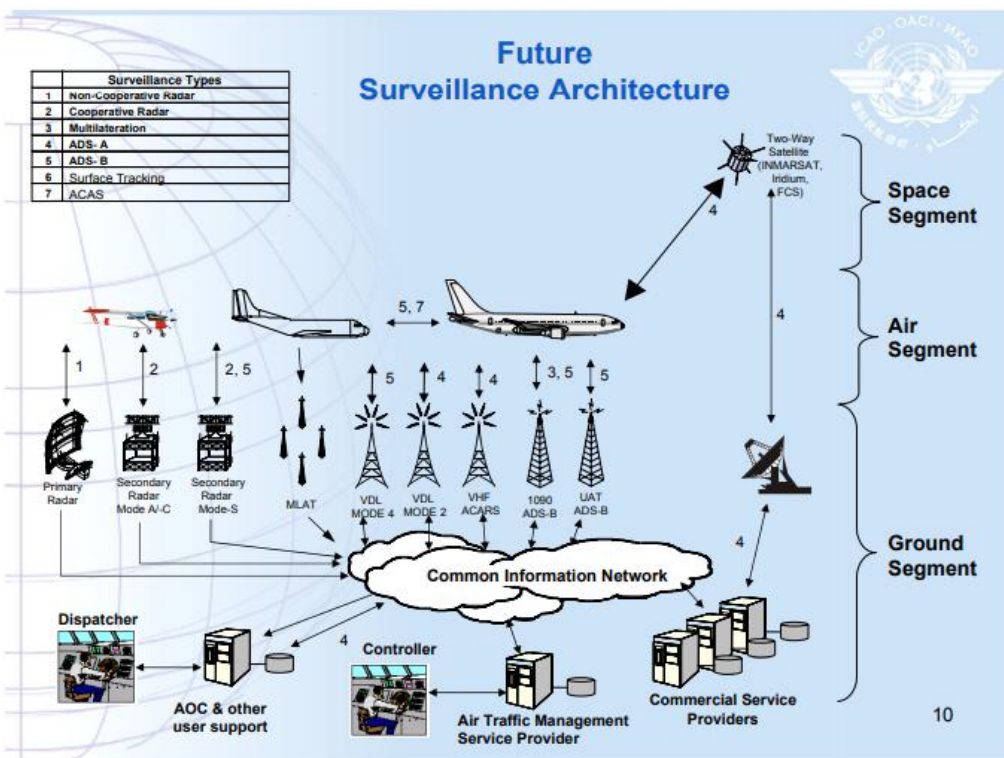 Future
Surveillance Architecture
ICAO · OACI · ИКАО
Surveillance Types
1 Non-Cooperative Radar
2 Cooperative Radar
3 Multilateration
4 ADS- A
5 ADS- B
6 Surface Tracking
7 ACAS
Two-Way
Satellite
(INMARSAT,
Iridium,
FCS)
Space
Segment
4
4
5, 7
Air
Segment
1
2
2, 5
5
4
4
3, 5
5
Primary
Radar
Secondary
Radar
Mode A/-C
Secondary
Radar
Mode-S
MLAT
VDL
MODE 4
VDL
MODE 2
VHF
ACARS
1090
ADS-B
UAT
ADS-B
4
Ground
Segment
Common Information Network
Dispatcher
4
Controller
AOC & other
user support
Air Traffic Management
Service Provider
Commercial Service
Providers
10